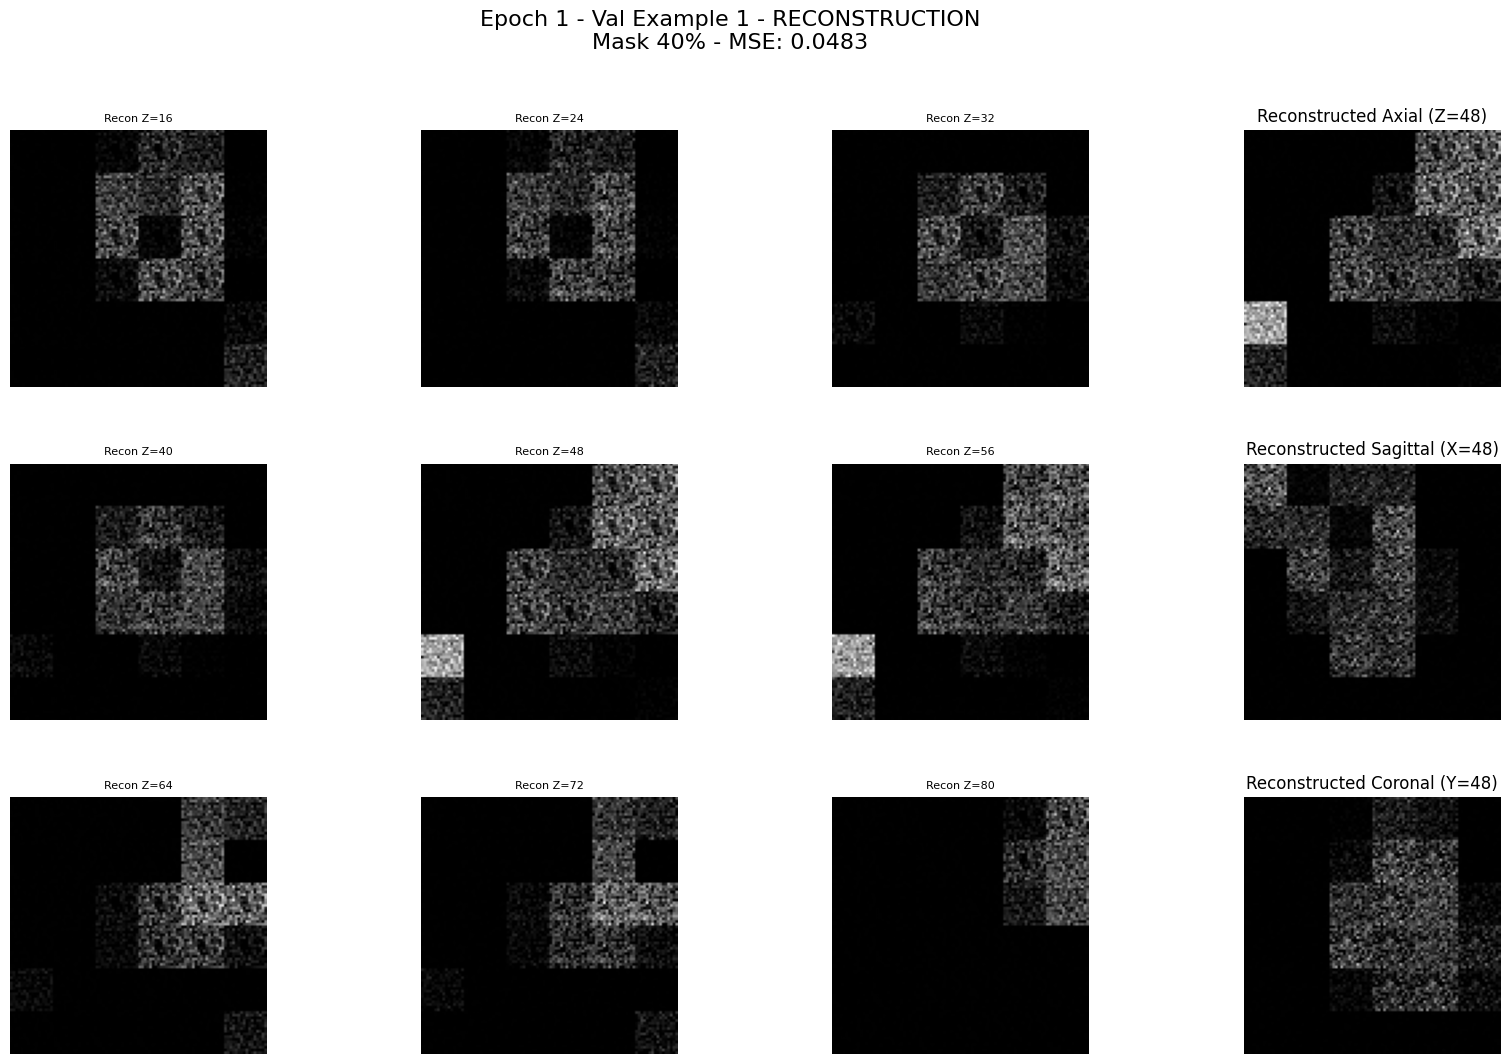 Epoch 1 - Val Example 1 - RECONSTRUCTION
Mask 40% - MSE: 0.0483
Recon Z=16
Recon Z=24
Recon Z=32
Reconstructed Axial (Z=48)
Recon Z=40
Recon Z=48
Recon Z=56
Reconstructed Sagittal (X=48)
Recon Z=64
Recon Z=72
Recon Z=80
Reconstructed Coronal (Y=48)